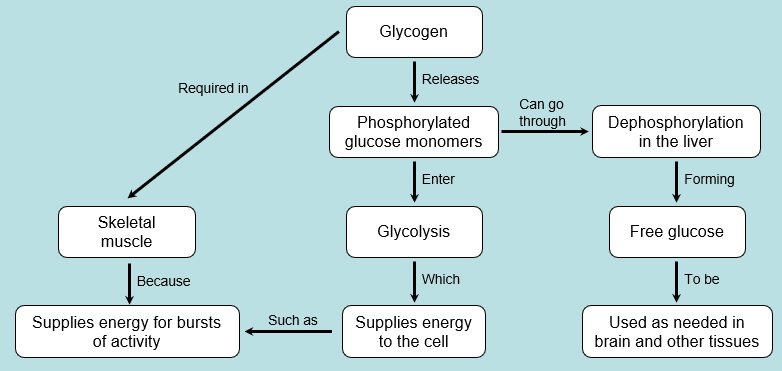 Glycogen
Required in
Releases
Phosphorylated
glucose monomers
Can go
through
Dephosphorylation
in the liver
Enter
Forming
Skeletal
muscle
Glycolysis
Free glucose
Because
Which
To be
Supplies energy for bursts
of activity
Such as
Supplies energy
to the cell
Used as needed in
brain and other tissues